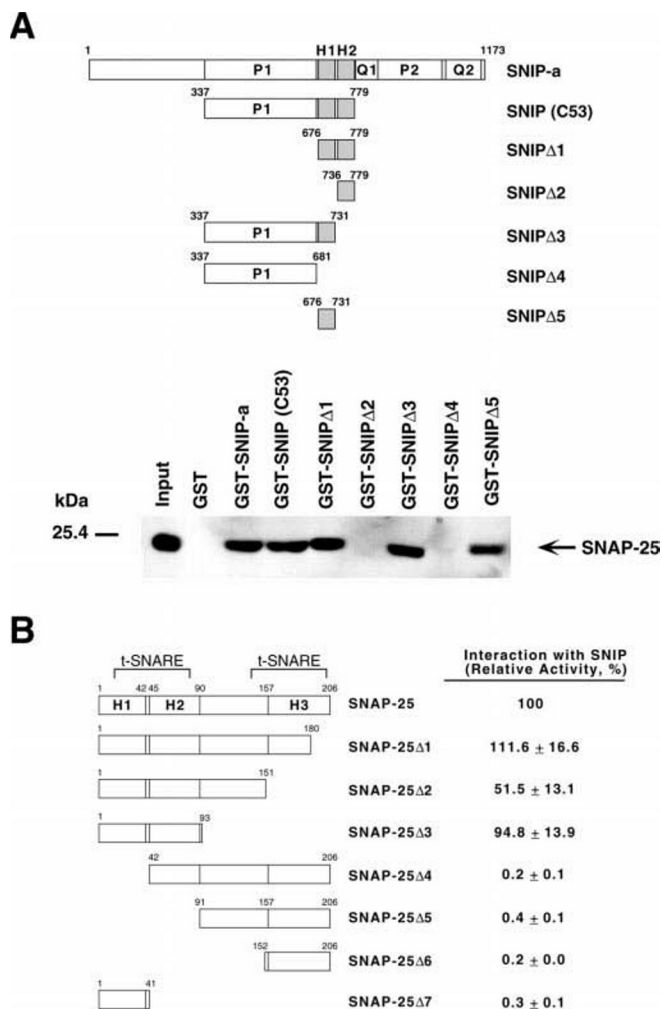 A
1 H1 H2 1173
P1 Q1 P2 Q2 SNIP-a
337 779
P1 SNIP (C53)
676 779
SNIPΔ1
736 779
SNIPΔ2
337 731
P1 SNIPΔ3
337 681
P1 SNIPΔ4
676 731
SNIPΔ5
Input GST GST-SNIP-a GST-SNIP (C53) GST-SNIPΔ1 GST-SNIPΔ2 GST-SNIPΔ3 GST-SNIPΔ4 GST-SNIPΔ5
kDa
25.4
SNAP-25
B
t-SNARE t-SNARE Interaction with SNIP
(Relative Activity, %)
1 42 45 90 157 206
H1 H2 H3 SNAP-25 100
1 180
SNAP-25Δ1 111.6 ± 16.6
1 151
SNAP-25Δ2 51.5 ± 13.1
1 93
SNAP-25Δ3 94.8 ± 13.9
42 206
SNAP-25Δ4 0.2 ± 0.1
91 157 206
SNAP-25Δ5 0.4 ± 0.1
152 206
SNAP-25Δ6 0.2 ± 0.0
1 41
SNAP-25Δ7 0.3 ± 0.1